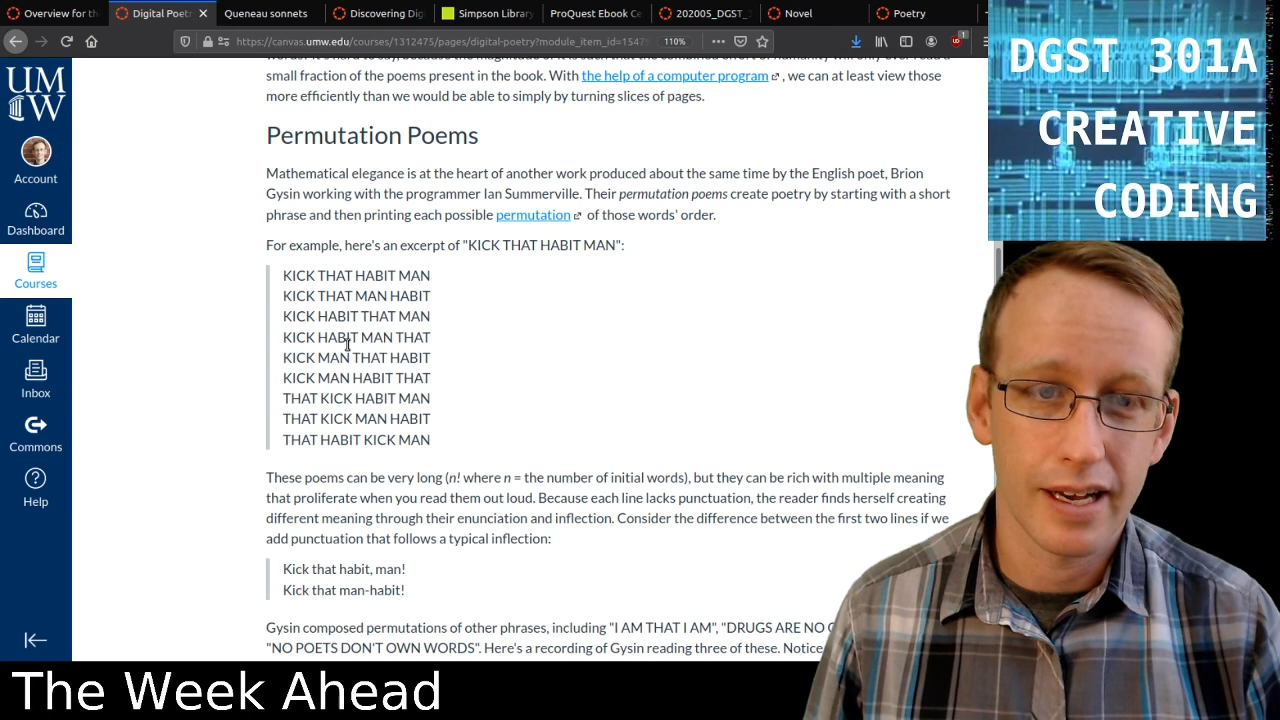 Overview for th
Digital Poetr
Queneau sonnets
Discovering Dig
Simpson Library
ProQuest Ebook Ce
202005_DGST_
Novel
Poetry
https://canvas.umw.edu/courses/1312475/pages/digital-poetry?module_item_id=1547
110%
UMW
Account
Dashboard
Courses
Calendar
Inbox
Commons
Help
small fraction of the poems present in the book. With the help of a computer program , we can at least view those
more efficiently than we would be able to simply by turning slices of pages.
Permutation Poems
Mathematical elegance is at the heart of another work produced about the same time by the English poet, Brion
Gysin working with the programmer Ian Summerville. Their permutation poems create poetry by starting with a short
phrase and then printing each possible permutation of those words' order.
For example, here's an excerpt of "KICK THAT HABIT MAN":
KICK THAT HABIT MAN
KICK THAT MAN HABIT
KICK HABIT THAT MAN
KICK HABIT MAN THAT
KICK MAN THAT HABIT
KICK MAN HABIT THAT
THAT KICK HABIT MAN
THAT KICK MAN HABIT
THAT HABIT KICK MAN
These poems can be very long (n! where n = the number of initial words), but they can be rich with multiple meaning
that proliferate when you read them out loud. Because each line lacks punctuation, the reader finds herself creating
different meaning through their enunciation and inflection. Consider the difference between the first two lines if we
add punctuation that follows a typical inflection:
Kick that habit, man!
Kick that man-habit!
Gysin composed permutations of other phrases, including "I AM THAT I AM", "DRUGS ARE NO
"NO POETS DON'T OWN WORDS". Here's a recording of Gysin reading three of these. Notice
DGST 301A
CREATIVE
CODING
The Week Ahead